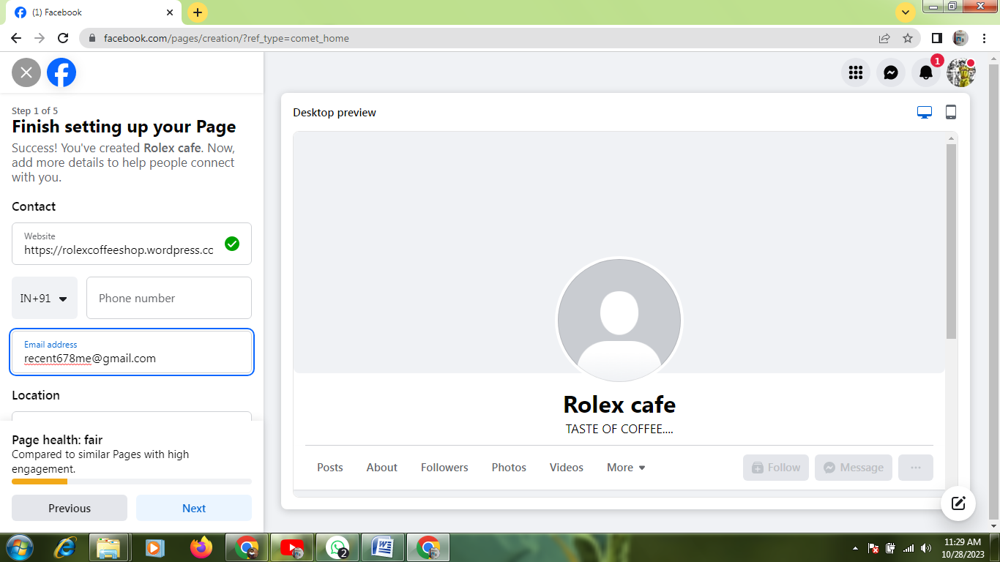 (1) Facebook
facebook.com/pages/creation/?ref_type=comet_home
1
Step 1 of 5
Finish setting up your Page
Success! You've created Rolex cafe. Now,
add more details to help people connect
with you.
Contact
Website
https://rolexcoffeeshop.wordpress.cc
IN+91
Phone number
Email address
recent678me@gmail.com
Location
Page health: fair
Compared to similar Pages with high
engagement.
Previous
Next
Desktop preview
Rolex cafe
TASTE OF COFFEE....
Posts
About
Followers
Photos
Videos
More
Follow
Message
2
11:29 AM
10/28/2023